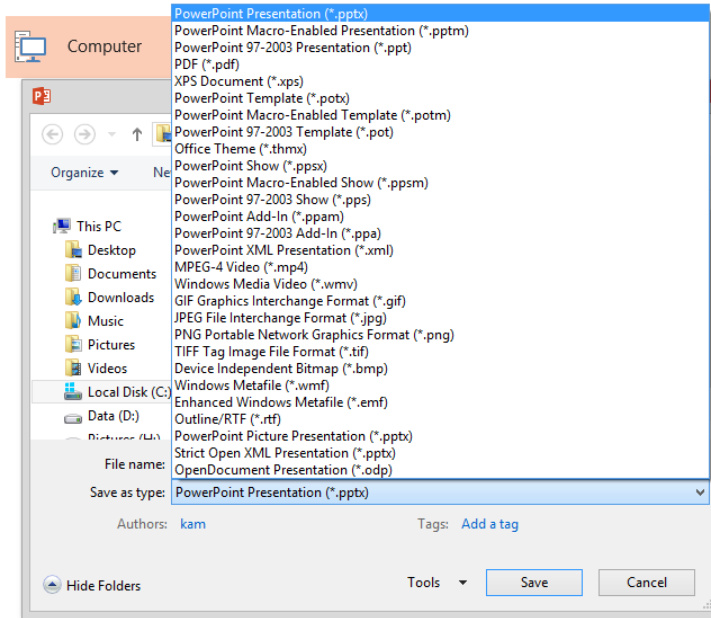 Computer
PowerPoint Presentation (*.pptx)
PowerPoint Macro-Enabled Presentation (*.pptm)
PowerPoint 97-2003 Presentation (*.ppt)
PDF (*.pdf)
XPS Document (*.xps)
PowerPoint Template (*.potx)
PowerPoint Macro-Enabled Template (*.potm)
PowerPoint 97-2003 Template (*.pot)
Office Theme (*.thmx)
PowerPoint Show (*.ppsx)
PowerPoint Macro-Enabled Show (*.ppsm)
PowerPoint 97-2003 Show (*.pps)
PowerPoint Add-In (*.ppam)
PowerPoint 97-2003 Add-In (*.ppa)
PowerPoint XML Presentation (*.xml)
MPEG-4 Video (*.mp4)
Windows Media Video (*.wmv)
GIF Graphics Interchange Format (*.gif)
JPEG File Interchange Format (*.jpg)
PNG Portable Network Graphics Format (*.png)
TIFF Tag Image File Format (*.tif)
Device Independent Bitmap (*.bmp)
Windows Metafile (*.wmf)
Enhanced Windows Metafile (*.emf)
Outline/RTF (*.rtf)
PowerPoint Picture Presentation (*.pptx)
Strict Open XML Presentation (*.pptx)
OpenDocument Presentation (*.odp)
Organize
This PC
Desktop
Documents
Downloads
Music
Pictures
Videos
Local Disk (C:)
Data (D:)
Pictures (H:)
File name:
Save as type: PowerPoint Presentation (*.pptx)
Authors: kam Tags: Add a tag
Hide Folders Tools Save Cancel